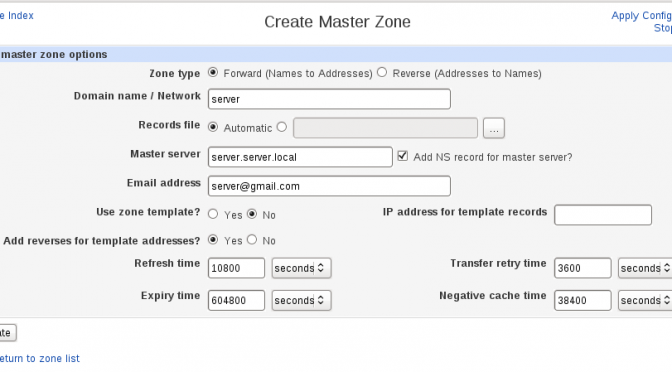 e Index
Create Master Zone
Apply Config
Stop
master zone options
Zone type Forward (Names to Addresses) Reverse (Addresses to Names)
Domain name / Network server
Records file Automatic ...
Master server server.server.local Add NS record for master server?
Email address server@gmail.com
Use zone template? Yes No IP address for template records
Add reverses for template addresses? Yes No
Refresh time 10800 seconds Transfer retry time 3600 seconds
Expiry time 604800 seconds Negative cache time 38400 seconds
ate
eturn to zone list